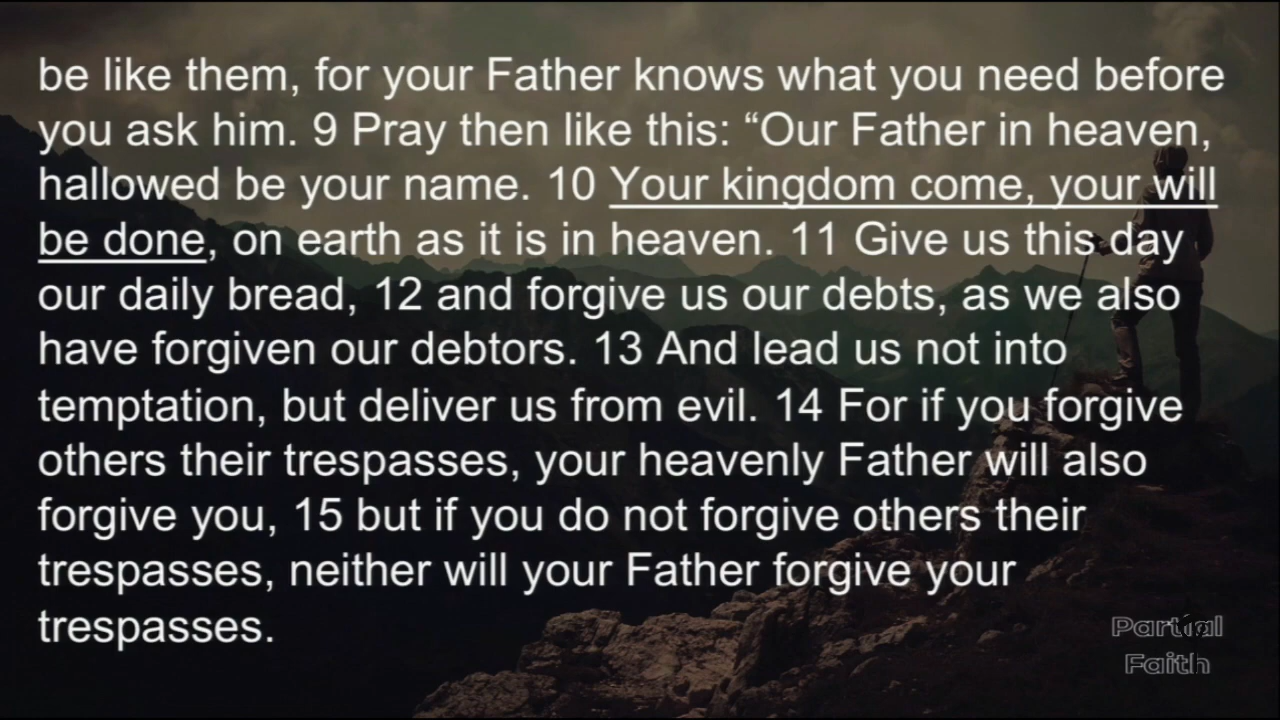 be like them, for your Father knows what you need before
you ask him. 9 Pray then like this: “Our Father in heaven,
hallowed be your name. 10 Your kingdom come, your will
be done, on earth as it is in heaven. 11 Give us this day
our daily bread, 12 and forgive us our debts, as we also
have forgiven our debtors. 13 And lead us not into
temptation, but deliver us from evil. 14 For if you forgive
others their trespasses, your heavenly Father will also
forgive you, 15 but if you do not forgive others their
trespasses, neither will your Father forgive your
trespasses.
Partial
Faith